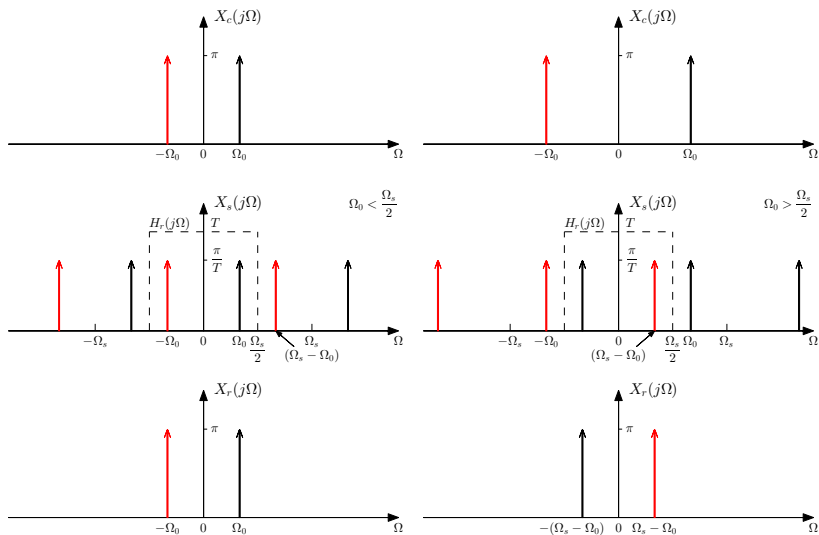 X_c(jΩ)
π
−Ω_0 0 Ω_0 Ω
X_c(jΩ)
π
−Ω_0 0 Ω_0 Ω
X_s(jΩ)
Ω_0 < Ω_s/2
H_r(jΩ) T
π/T
−Ω_s −Ω_0 0 Ω_0 Ω_s/2 Ω_s Ω
(Ω_s − Ω_0)
X_s(jΩ)
Ω_0 > Ω_s/2
H_r(jΩ) T
π/T
−Ω_s −Ω_0 0 Ω_s/2 Ω_0 Ω_s Ω
(Ω_s − Ω_0)
X_r(jΩ)
π
−Ω_0 0 Ω_0 Ω
X_r(jΩ)
π
−(Ω_s − Ω_0) 0 Ω_s − Ω_0 Ω